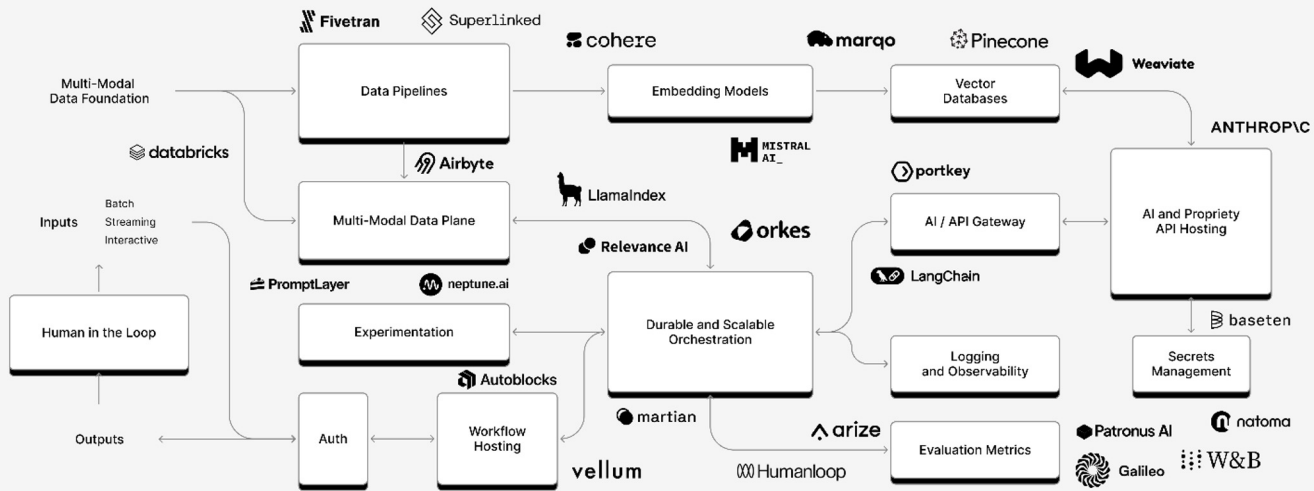 Fivetran
Superlinked
cohere
marqo
Pinecone
Weaviate
Multi-Modal
Data Foundation
Data Pipelines
Embedding Models
Vector
Databases
ANTHROP\C
databricks
Airbyte
MISTRAL
AI_
portkey
LlamaIndex
Inputs
Batch
Streaming
Interactive
Multi-Modal Data Plane
orkes
AI / API Gateway
AI and Propriety
API Hosting
Relevance AI
LangChain
PromptLayer
neptune.ai
Human in the Loop
Experimentation
Durable and Scalable
Orchestration
baseten
Logging
and Observability
Secrets
Management
Autoblocks
martian
natoma
Outputs
Auth
Workflow
Hosting
arize
Evaluation Metrics
Patronus AI
vellum
Humanloop
Galileo
W&B